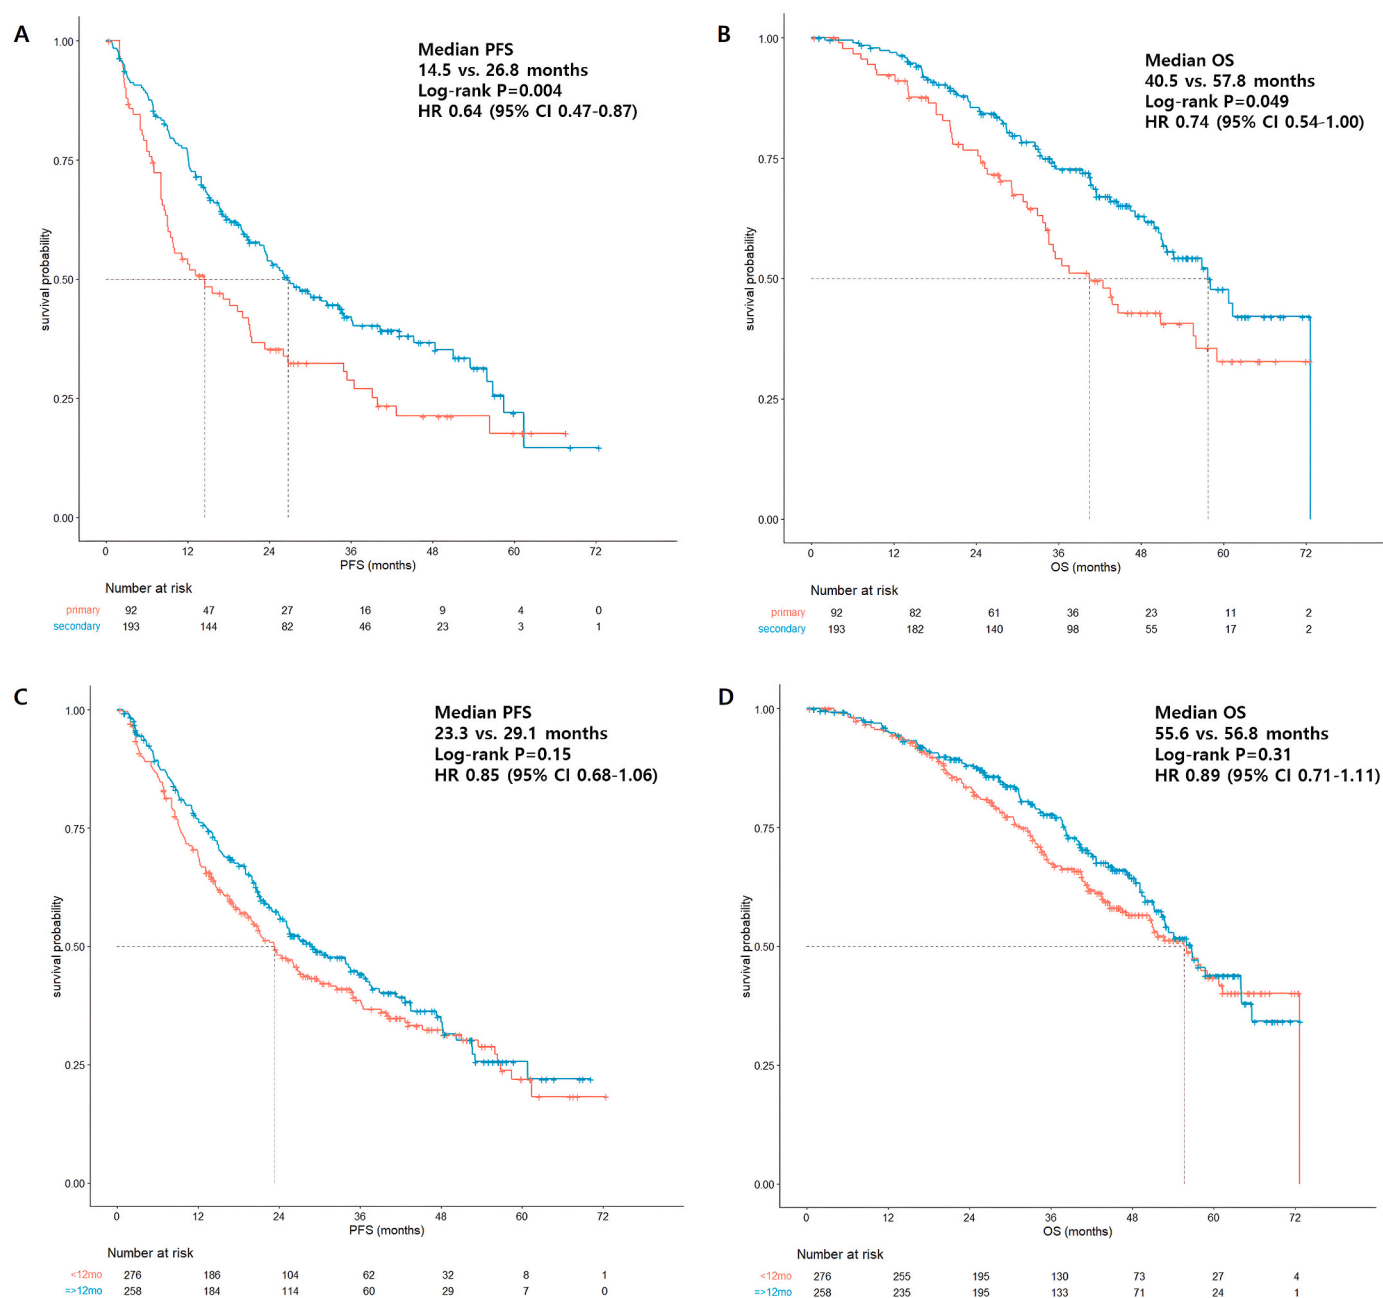 A
Median PFS
14.5 vs. 26.8 months
Log-rank P=0.004
HR 0.64 (95% CI 0.47-0.87)
survival probability
1.00
0.75
0.50
0.25
0.00
0 12 24 36 48 60 72
PFS (months)
Number at risk
primary 92 47 27 16 9 4 0
secondary 193 144 82 46 23 3 1
B
Median OS
40.5 vs. 57.8 months
Log-rank P=0.049
HR 0.74 (95% CI 0.54-1.00)
survival probability
1.00
0.75
0.50
0.25
0.00
0 12 24 36 48 60 72
OS (months)
Number at risk
primary 92 82 61 36 23 11 2
secondary 193 182 140 98 55 17 2
C
Median PFS
23.3 vs. 29.1 months
Log-rank P=0.15
HR 0.85 (95% CI 0.68-1.06)
survival probability
1.00
0.75
0.50
0.25
0.00
0 12 24 36 48 60 72
PFS (months)
Number at risk
<12mo 276 186 104 62 32 8 1
=>12mo 258 184 114 60 29 7 0
D
Median OS
55.6 vs. 56.8 months
Log-rank P=0.31
HR 0.89 (95% CI 0.71-1.11)
survival probability
1.00
0.75
0.50
0.25
0.00
0 12 24 36 48 60 72
OS (months)
Number at risk
<12mo 276 255 195 130 73 27 4
=>12mo 258 235 195 133 71 24 1